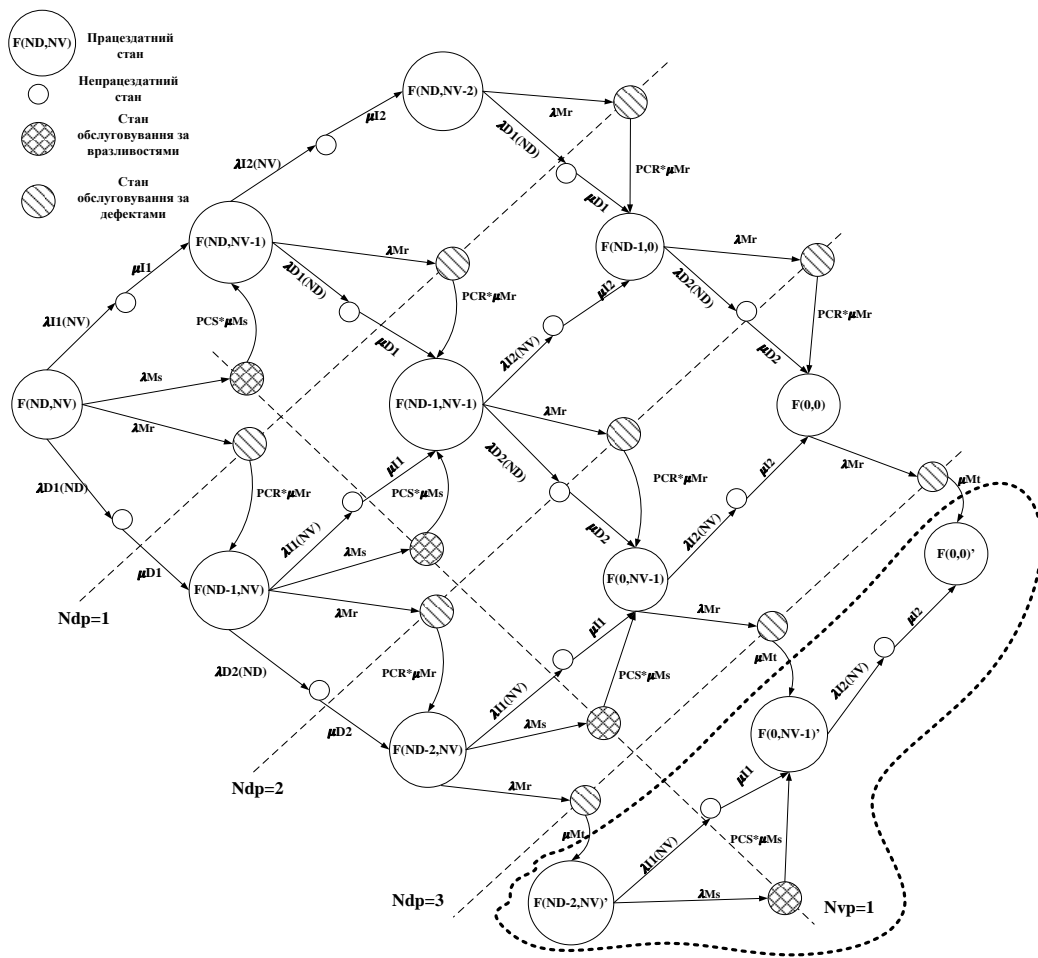 F(ND,NV)
Працездатний
стан
Непрацездатний
стан
Стан
обслуговування за
вразливостями
Стан
обслуговування за
дефектами
F(ND,NV-2)
λMr
μI2
λD1(ND)
λI2(NV)
PCR*μMr
μD1
F(ND,NV-1)
λMr
F(ND-1,0)
λMr
μI1
λD1(ND)
λD2(ND)
μI2
PCR*μMr
PCR*μMr
λI1(NV)
PCS*μMs
μD1
λI2(NV)
μD2
λMs
F(ND,NV)
F(ND-1,NV-1)
F(0,0)
λMr
λMr
λD2(ND)
μI1
μI2
λMr
λD1(ND)
PCR*μMr
PCS*μMs
PCR*μMr
μMt
λI1(NV)
λI2(NV)
μD2
λMs
F(0,0)’
μD1
F(ND-1,NV)
F(0,NV-1)
λMr
λMr
Ndp=1
μI1
μI2
μMt
λD2(ND)
PCR*μMr
λI1(NV)
PCS*μMs
λI2(NV)
λMs
F(0,NV-1)’
μD2
F(ND-2,NV)
μI1
Ndp=2
λMr
μMt
λI1(NV)
PCS*μMs
Ndp=3
F(ND-2,NV)’
λMs
Nvp=1